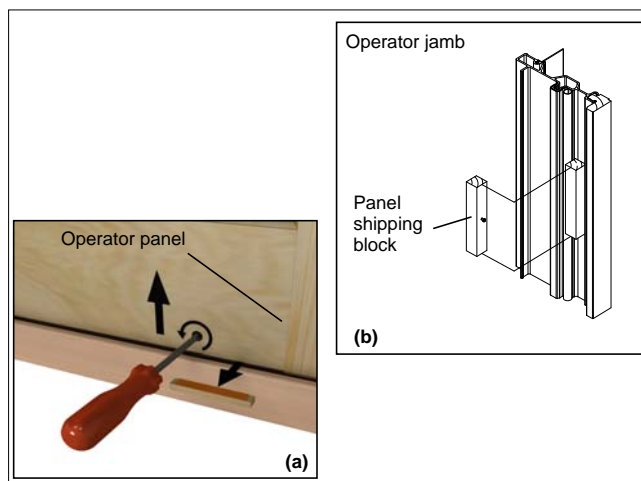 Operator jamb
Panel
shipping
block
(b)
Operator panel
(a)